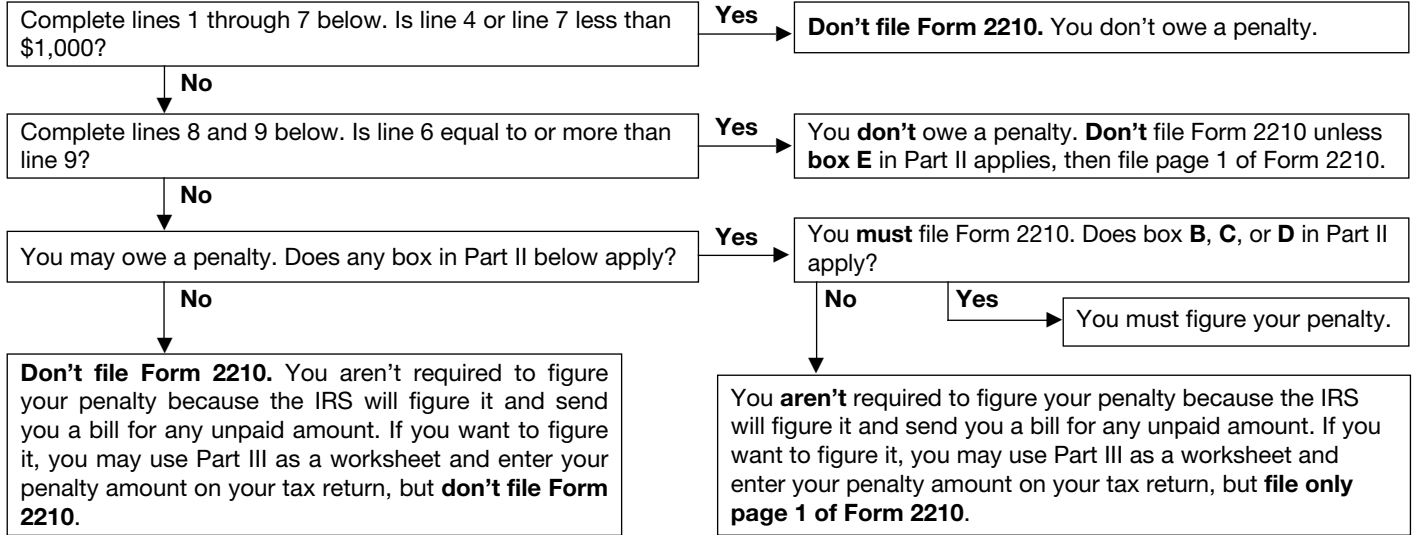 Complete lines 1 through 7 below. Is line 4 or line 7 less than
$1,000?
Yes
Don't file Form 2210. You don't owe a penalty.
No
Complete lines 8 and 9 below. Is line 6 equal to or more than
line 9?
Yes
You don't owe a penalty. Don't file Form 2210 unless
box E in Part II applies, then file page 1 of Form 2210.
No
You may owe a penalty. Does any box in Part II below apply?
Yes
You must file Form 2210. Does box B, C, or D in Part II
apply?
No
Yes
You must figure your penalty.
No
Don't file Form 2210. You aren't required to figure
your penalty because the IRS will figure it and send
you a bill for any unpaid amount. If you want to figure
it, you may use Part III as a worksheet and enter your
penalty amount on your tax return, but don't file Form
2210.
You aren't required to figure your penalty because the IRS
will figure it and send you a bill for any unpaid amount. If you
want to figure it, you may use Part III as a worksheet and
enter your penalty amount on your tax return, but file only
page 1 of Form 2210.